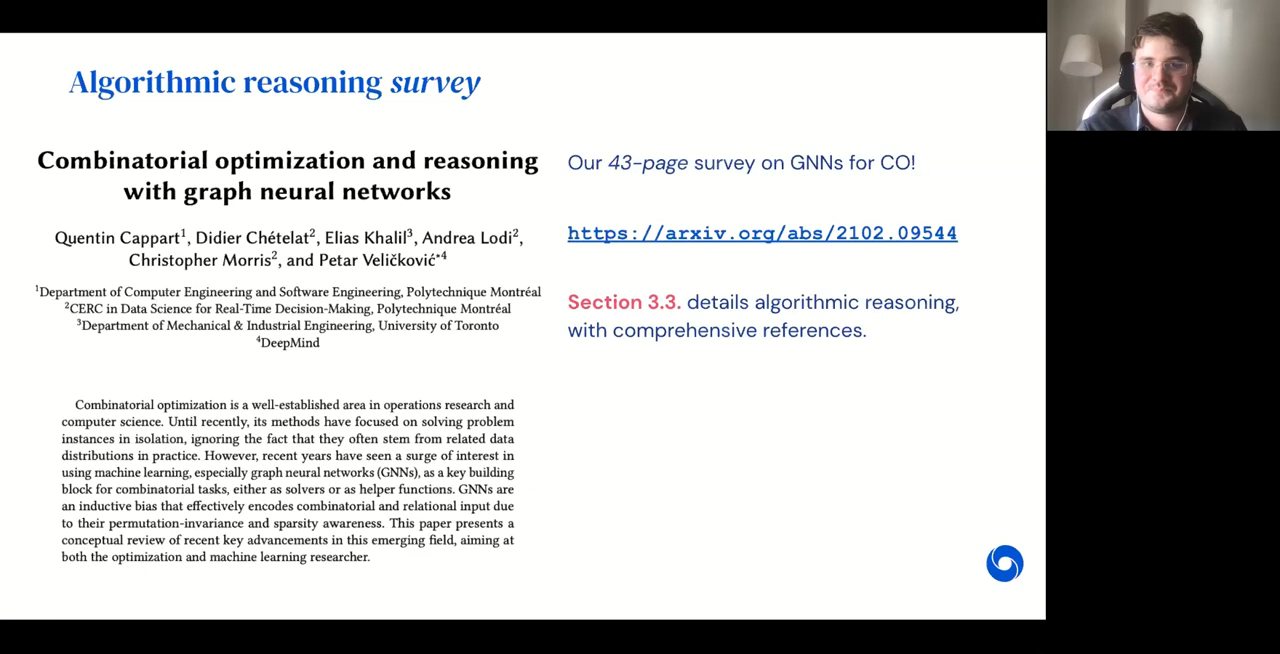 Algorithmic reasoning survey
Combinatorial optimization and reasoning
with graph neural networks
Quentin Cappart¹, Didier Chételat², Elias Khalil³, Andrea Lodi²,
Christopher Morris², and Petar Veličković*⁴
¹Department of Computer Engineering and Software Engineering, Polytechnique Montréal
²CERC in Data Science for Real-Time Decision-Making, Polytechnique Montréal
³Department of Mechanical & Industrial Engineering, University of Toronto
⁴DeepMind
Combinatorial optimization is a well-established area in operations research and
computer science. Until recently, its methods have focused on solving problem
instances in isolation, ignoring the fact that they often stem from related data
distributions in practice. However, recent years have seen a surge of interest in
using machine learning, especially graph neural networks (GNNs), as a key building
block for combinatorial tasks, either as solvers or as helper functions. GNNs are
an inductive bias that effectively encodes combinatorial and relational input due
to their permutation-invariance and sparsity awareness. This paper presents a
conceptual review of recent key advancements in this emerging field, aiming at
both the optimization and machine learning researcher.
Our 43-page survey on GNNs for CO!
https://arxiv.org/abs/2102.09544
Section 3.3. details algorithmic reasoning,
with comprehensive references.